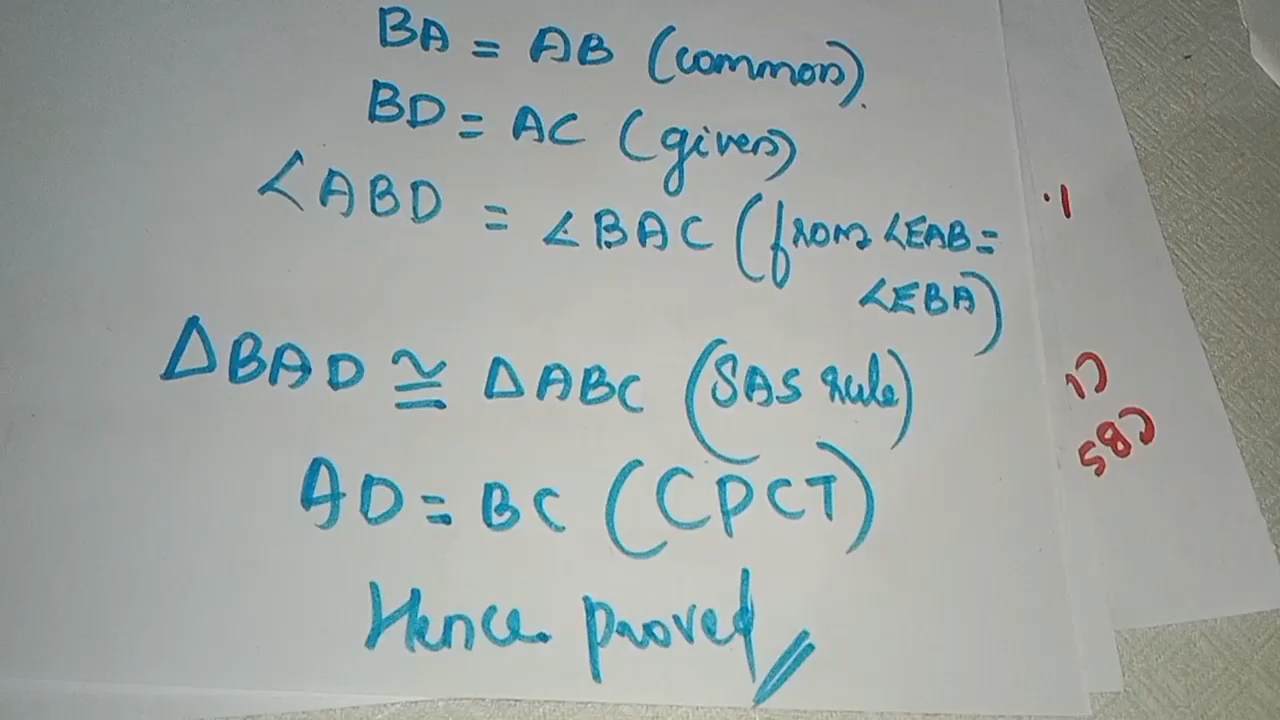 BA = AB (common).
BD = AC (given)
∠ABD = ∠BAC (from ∠EAB =
∠EBA)
ΔBAD ≅ ΔABC (SAS rule)
AD = BC (CPCT)
Hence proved
CBS